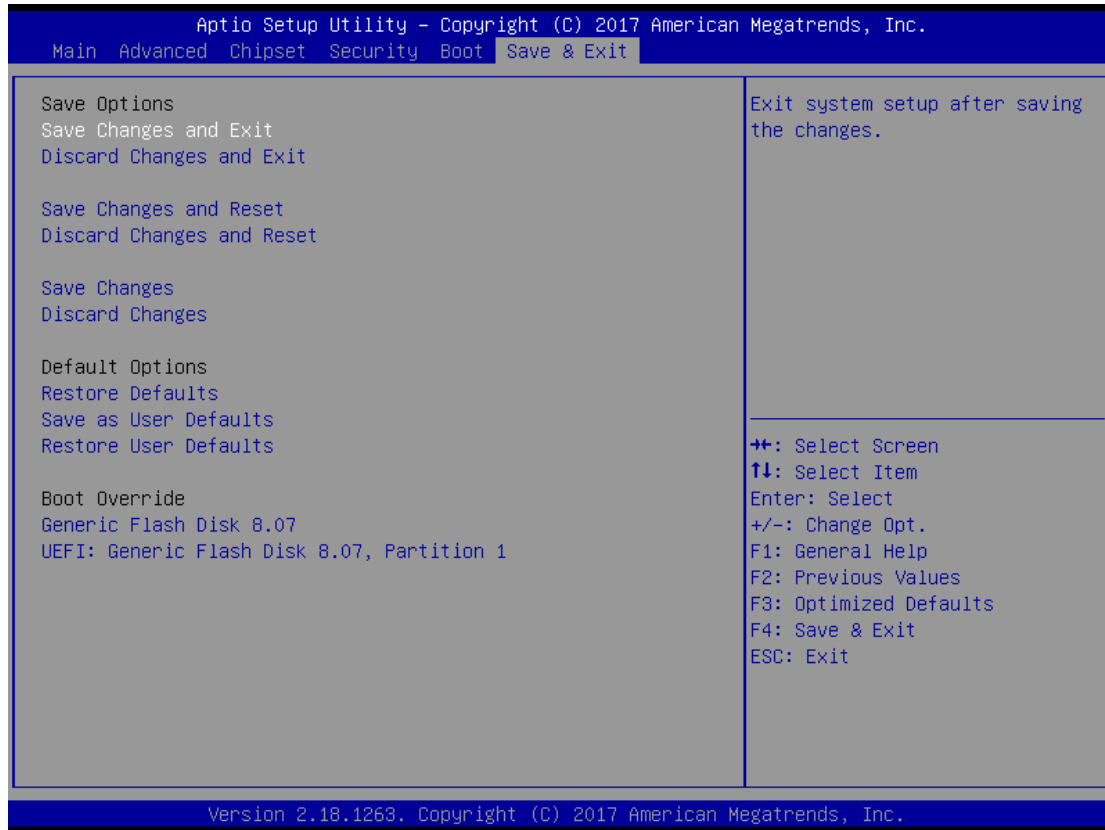 Aptio Setup Utility – Copyright (C) 2017 American Megatrends, Inc.
Main Advanced Chipset Security Boot Save & Exit
Save Options
Save Changes and Exit
Discard Changes and Exit
Save Changes and Reset
Discard Changes and Reset
Save Changes
Discard Changes
Default Options
Restore Defaults
Save as User Defaults
Restore User Defaults
Boot Override
Generic Flash Disk 8.07
UEFI: Generic Flash Disk 8.07, Partition 1
Exit system setup after saving
the changes.
→←: Select Screen
↑↓: Select Item
Enter: Select
+/-: Change Opt.
F1: General Help
F2: Previous Values
F3: Optimized Defaults
F4: Save & Exit
ESC: Exit
Version 2.18.1263. Copyright (C) 2017 American Megatrends, Inc.